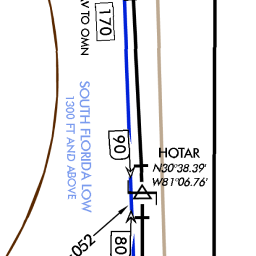 170
V TO OMN
SOUTH FLORIDA LOW
1300 FT AND ABOVE
90
HOTAR
N30°38.39'
W81°06.76'
052
80